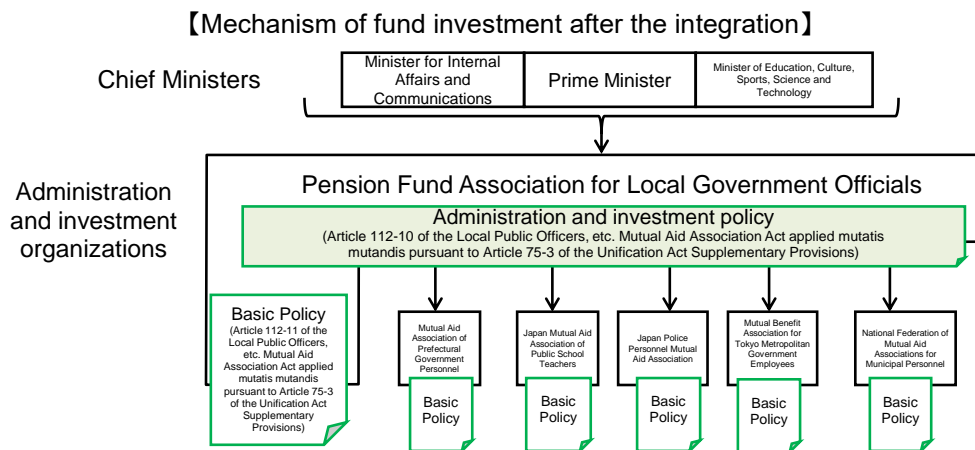 【Mechanism of fund investment after the integration】
Chief Ministers
Minister for Internal
Affairs and
Communications
Prime Minister
Minister of Education, Culture,
Sports, Science and
Technology
Administration
and investment
organizations
Pension Fund Association for Local Government Officials
Administration and investment policy
(Article 112-10 of the Local Public Officers, etc. Mutual Aid Association Act applied mutatis
mutandis pursuant to Article 75-3 of the Unification Act Supplementary Provisions)
Basic Policy
(Article 112-11 of the
Local Public Officers,
etc. Mutual Aid
Association Act applied
mutatis mutandis
pursuant to Article 75-3
of the Unification Act
Supplementary
Provisions)
Mutual Aid
Association of
Prefectural
Government
Personnel
Basic
Policy
Japan Mutual Aid
Association of
Public School
Teachers
Basic
Policy
Japan Police
Personnel Mutual
Aid Association
Basic
Policy
Mutual Benefit
Association for
Tokyo Metropolitan
Government
Employees
Basic
Policy
National Federation of
Mutual Aid
Associations for
Municipal Personnel
Basic
Policy